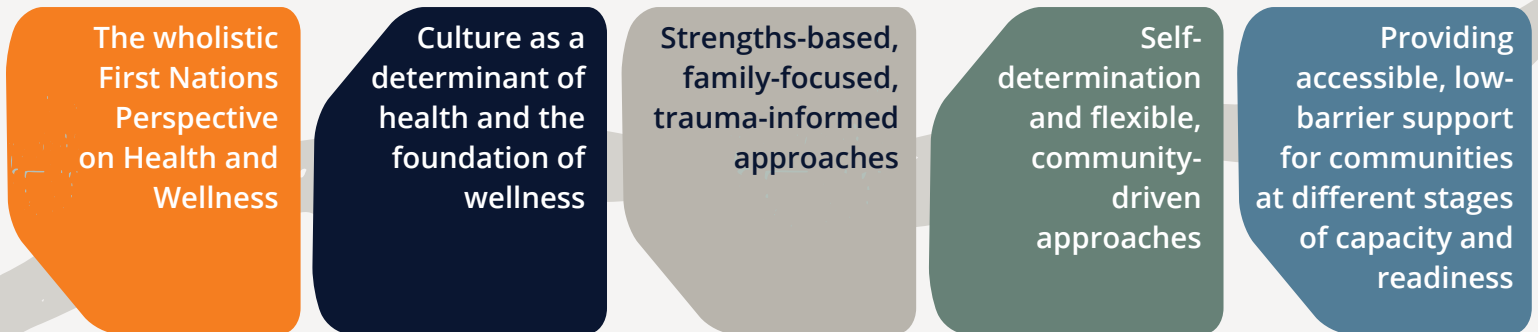 The wholistic
First Nations
Perspective
on Health and
Wellness
Culture as a
determinant of
health and the
foundation of
wellness
Strengths-based,
family-focused,
trauma-informed
approaches
Self-
determination
and flexible,
community-
driven
approaches
Providing
accessible, low-
barrier support
for communities
at different stages
of capacity and
readiness